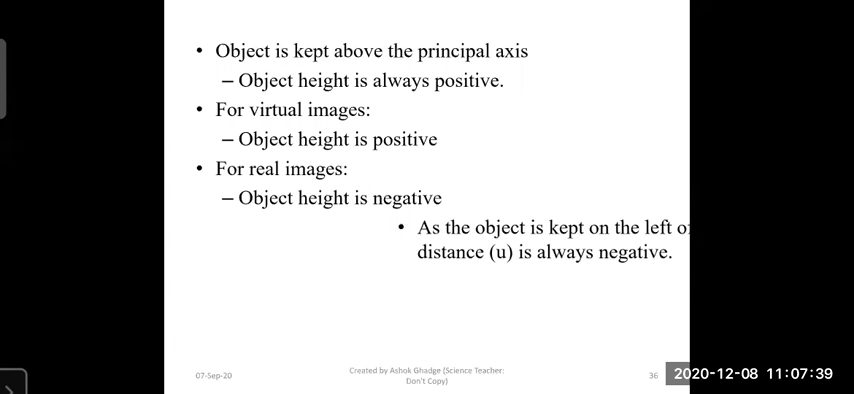 • Object is kept above the principal axis
– Object height is always positive.
• For virtual images:
– Object height is positive
• For real images:
– Object height is negative
• As the object is kept on the left
distance (u) is always negative.
07-Sep-20
Created by Ashok Ghadge (Science Teacher:
Don't Copy)
36
2020-12-08 11:07:39